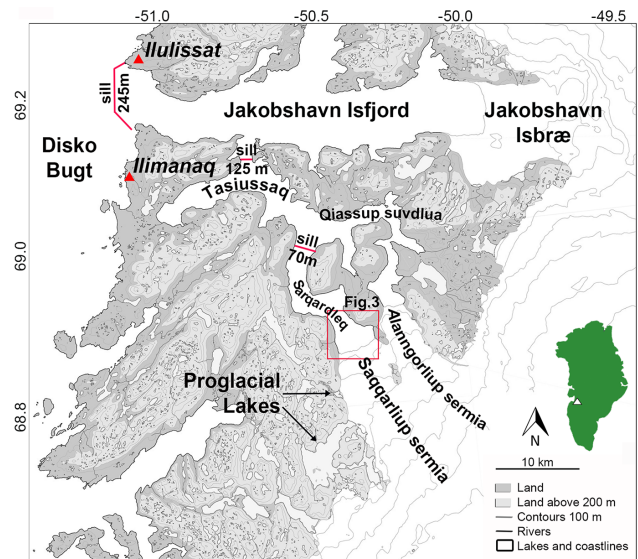 -51.0
-50.5
-50.0
-49.5
69.2
69.0
68.8
Ilulissat
sill
245m
Jakobshavn Isfjord
Jakobshavn
Isbræ
Disko
Bugt
Ilimanaq
sill
125 m
Tasiussaq
Qiassup suvdlua
sill
70m
Sarqardleq
Fig.3
Alanngorliup sermia
Saqqarliup sermia
Proglacial
Lakes
N
10 km
Land
Land above 200 m
Contours 100 m
Rivers
Lakes and coastlines